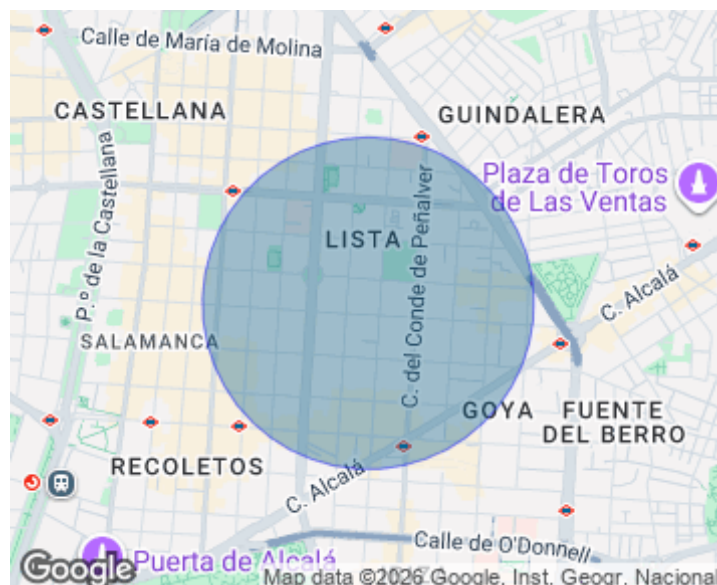 Calle de María de Molina
CASTELLANA
GUINDALERA
P.º de la Castellana
C. del Conde de Peñalver
Plaza de Toros
de Las Ventas
LISTA
C. Alcalá
SALAMANCA
GOYA
FUENTE
DEL BERRO
RECOLETOS
C. Alcalá
Calle de O'Donnell
Puerta de Alcalá
Google
Map data ©2026 Google, Inst. Geogr. Nacional